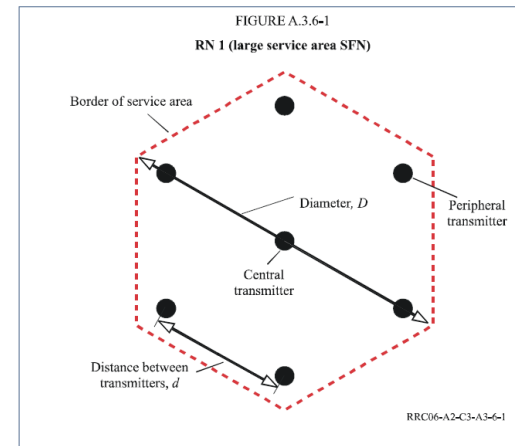 FIGURE A.3.6-1
RN 1 (large service area SFN)
Border of service area
Diameter, D
Peripheral
transmitter
Central
transmitter
Distance between
transmitters, d
RRC06-A2-C3-A3-6-1